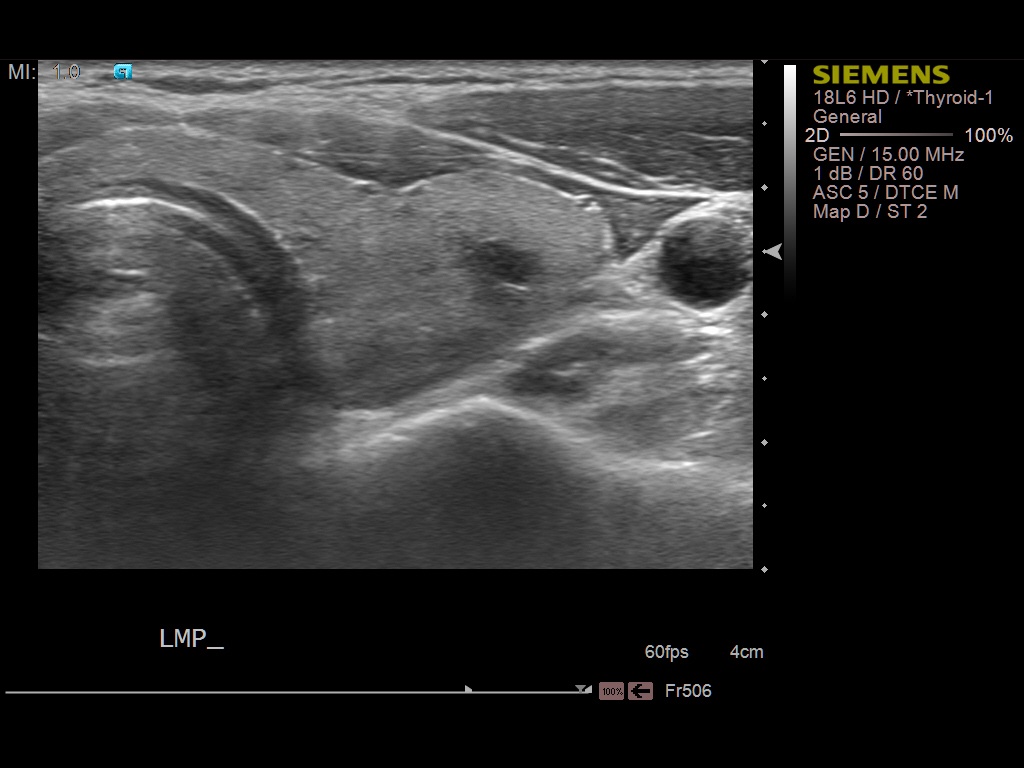 MI: 1.0
SIEMENS
18L6 HD / *Thyroid-1
General
2D 100%
GEN / 15.00 MHz
1 dB / DR 60
ASC 5 / DTCE M
Map D / ST 2
LMP_
60fps 4cm
100% Fr506